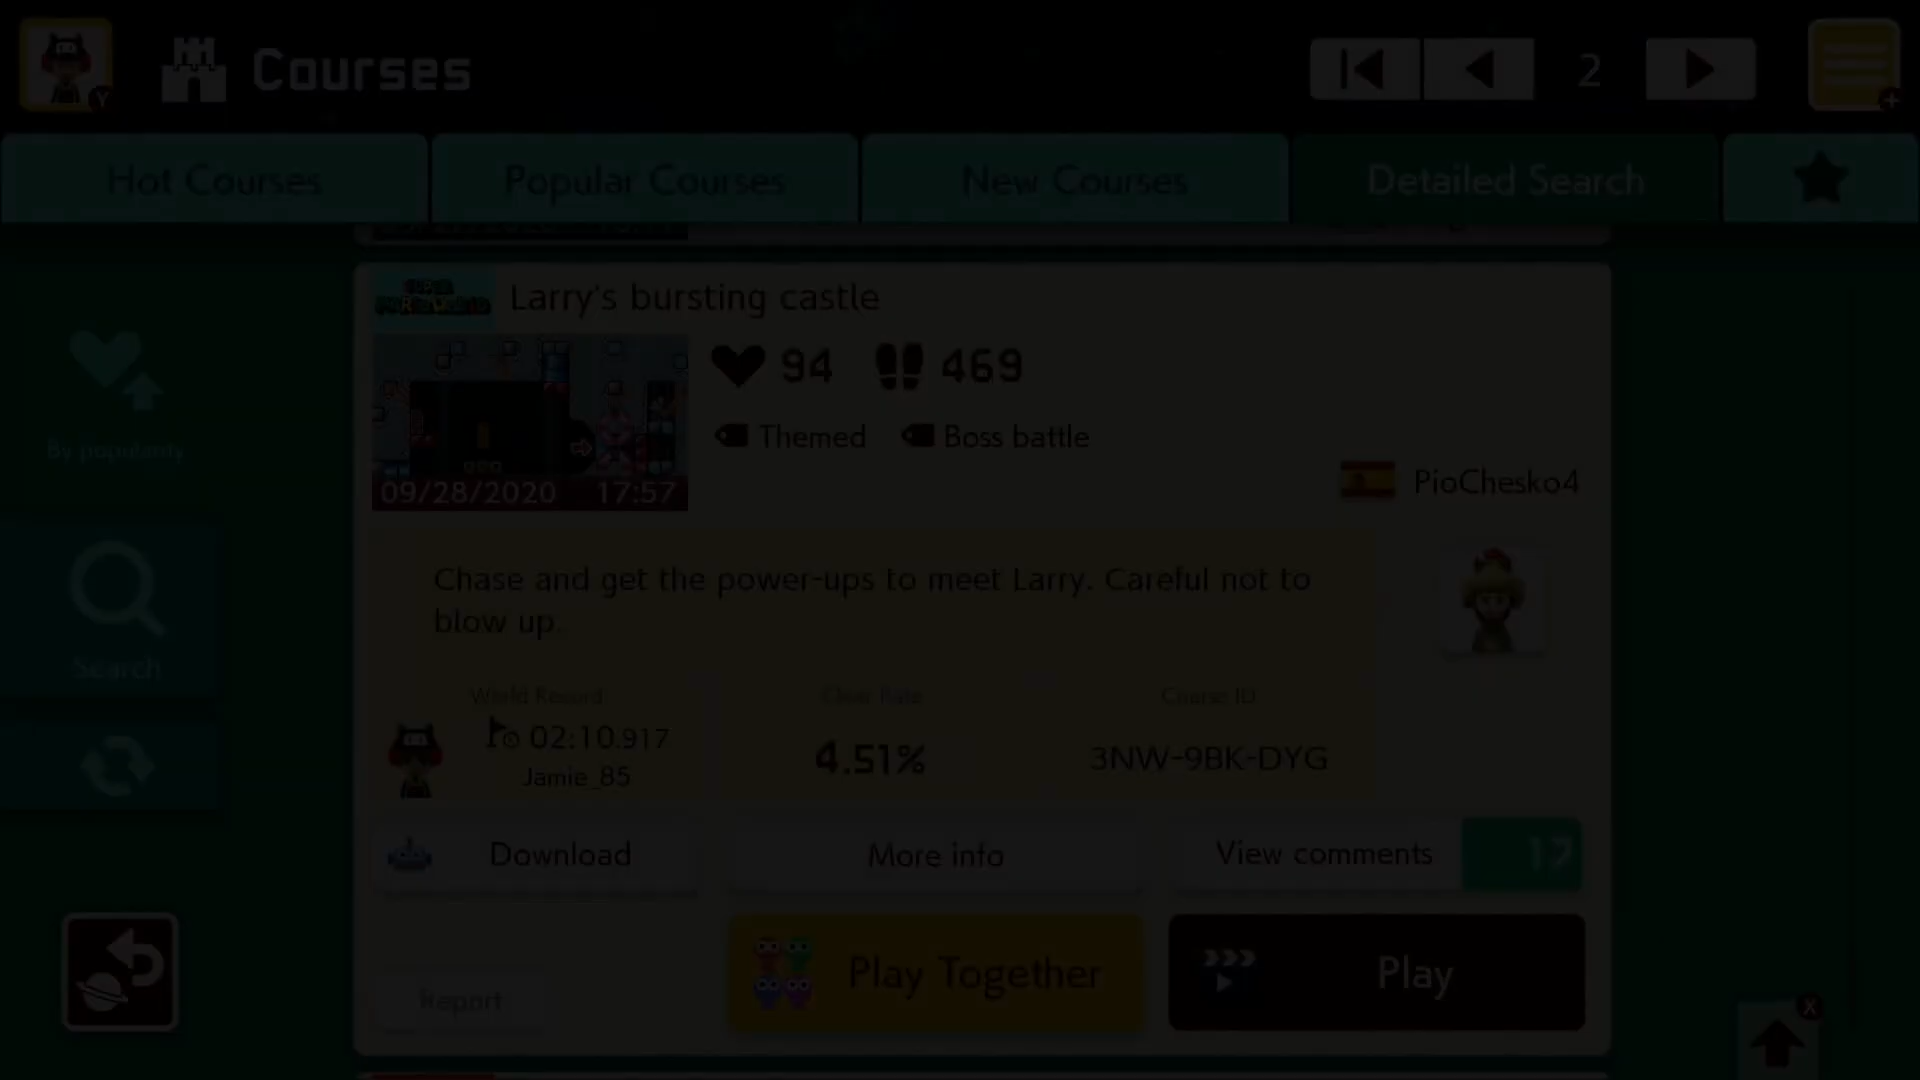 Courses
2
Y
+
Hot Courses
Popular Courses
New Courses
Detailed Search
Larry's bursting castle
94
469
Themed
Boss battle
09/28/2020 17:57
PioChesko4
By popularity
Chase and get the power-ups to meet Larry. Careful not to
blow up.
Search
World Record
Clear Rate
Course ID
02:10.917
Jamie_85
4.51%
3NW-9BK-DYG
Download
More info
View comments
17
Report
Play Together
Play
X